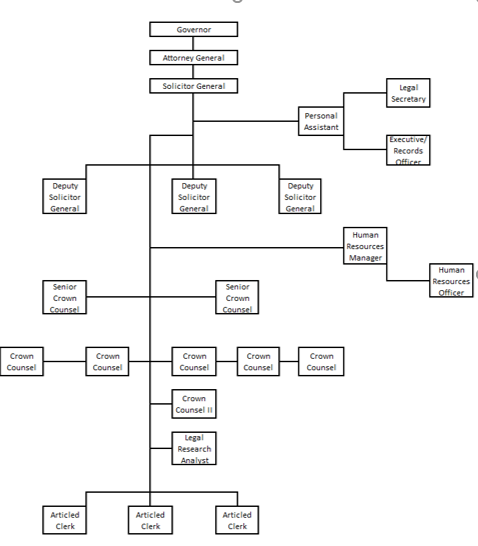 Governor
Attorney General
Solicitor General
Legal
Secretary
Personal
Assistant
Executive/
Records
Officer
Deputy
Solicitor
General
Deputy
Solicitor
General
Deputy
Solicitor
General
Human
Resources
Manager
Human
Resources
Officer
Senior
Crown
Counsel
Senior
Crown
Counsel
Crown
Counsel
Crown
Counsel
Crown
Counsel
Crown
Counsel
Crown
Counsel
Crown
Counsel II
Legal
Research
Analyst
Articled
Clerk
Articled
Clerk
Articled
Clerk